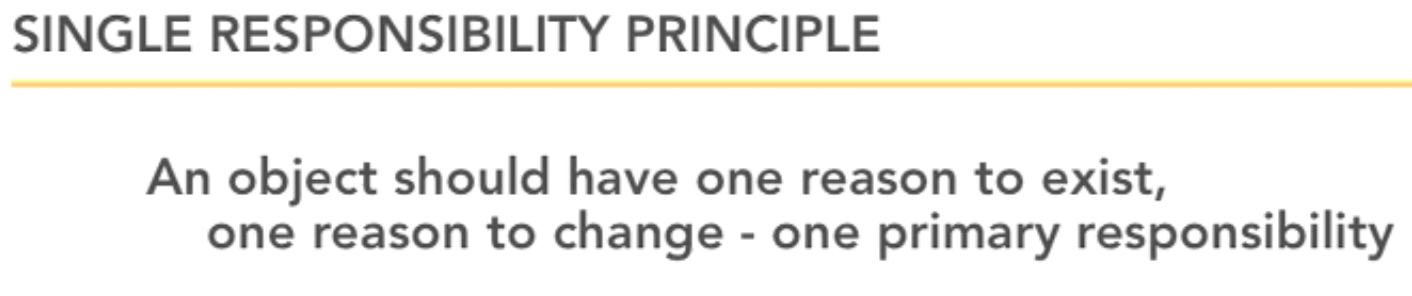 SINGLE RESPONSIBILITY PRINCIPLE
An object should have one reason to exist,
one reason to change - one primary responsibility